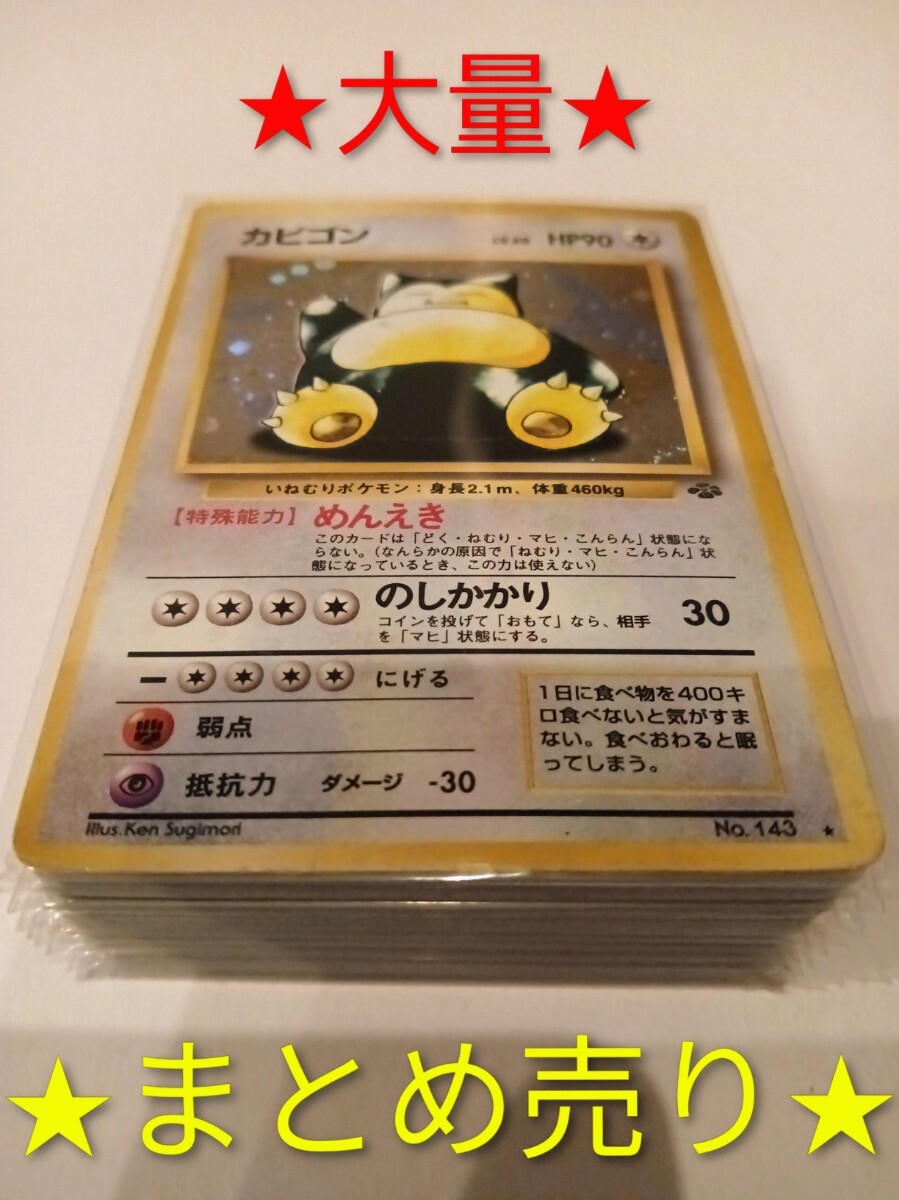 ★大量★
カビゴン HP90
いねむりポケモン：身長2.1m、体重460kg
【特殊能力】 めんえき
このカードは「どく・ねむり・マヒ・こんらん」状態にな
らない。（なんらかの原因で「ねむり・マヒ・こんらん」状
態になっているとき、この力は使えない）
のしかかり 30
コインを投げて「おもて」なら、相手
を「マヒ」状態にする。
ー にげる
弱点
抵抗力 ダメージ -30
1日に食べ物を400キ
ロ食べないと気がすま
ない。食べおわると眠
ってしまう。
Illus.Ken Sugimori No.143 ★
★まとめ売り★